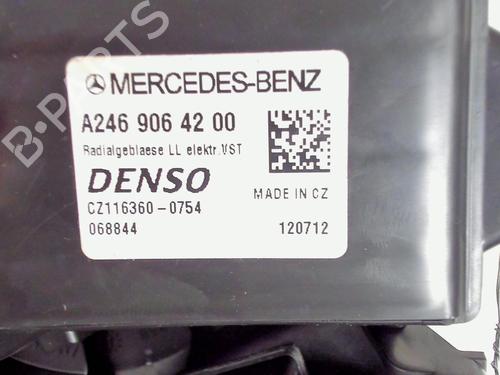 MERCEDES-BENZ
A246 906 42 00
Radialgeblaese LL elektr.VST
DENSO
MADE IN CZ
CZ116360-0754
068844
120712
B-PARTS